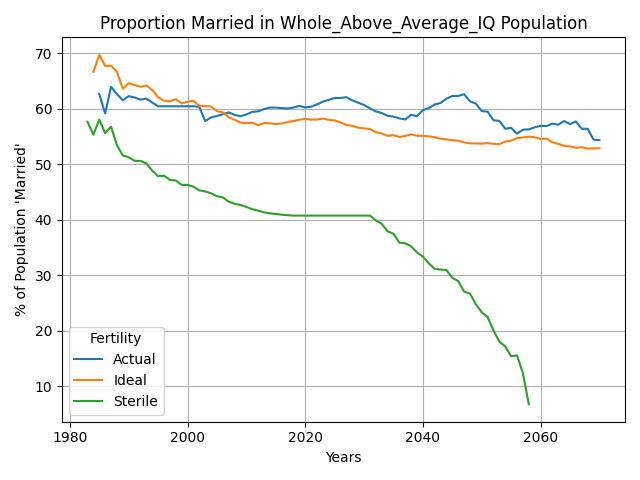 Proportion Married in Whole_Above_Average_IQ Population
% of Population 'Married'
70
60
50
40
30
20
10
Fertility
Actual
Ideal
Sterile
1980
2000
2020
2040
2060
Years